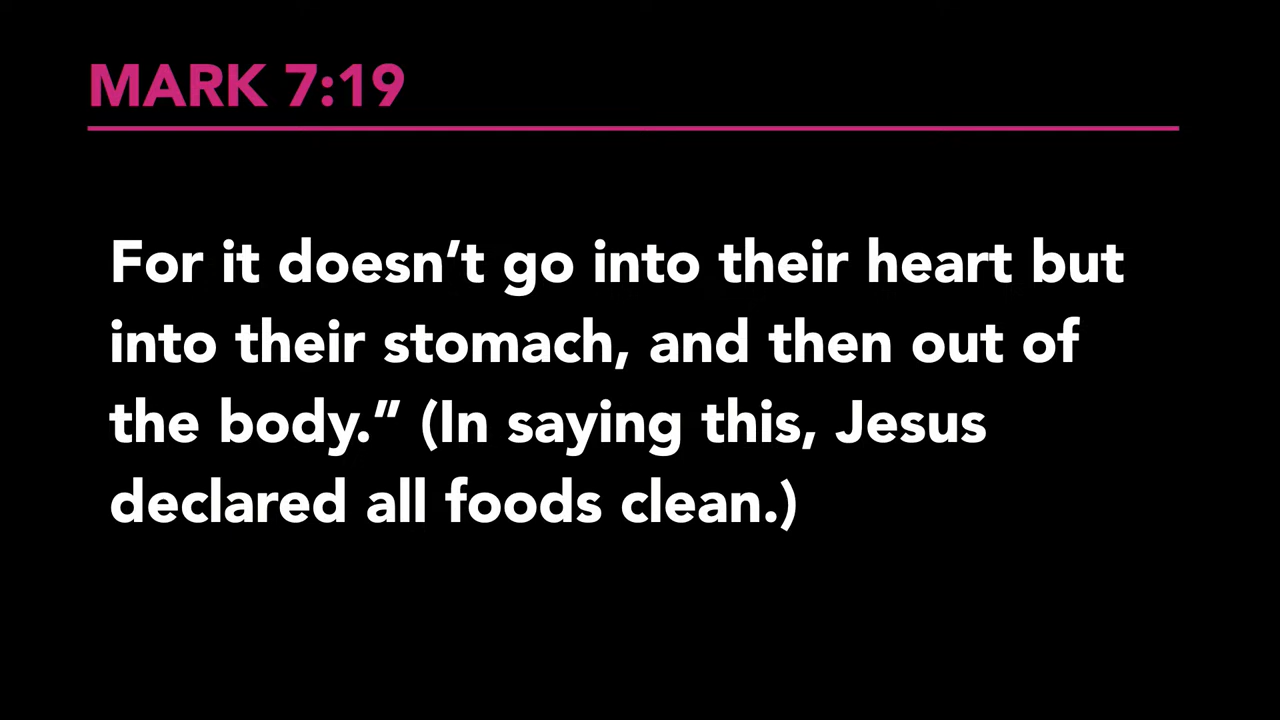 MARK 7:19
For it doesn’t go into their heart but
into their stomach, and then out of
the body.” (In saying this, Jesus
declared all foods clean.)